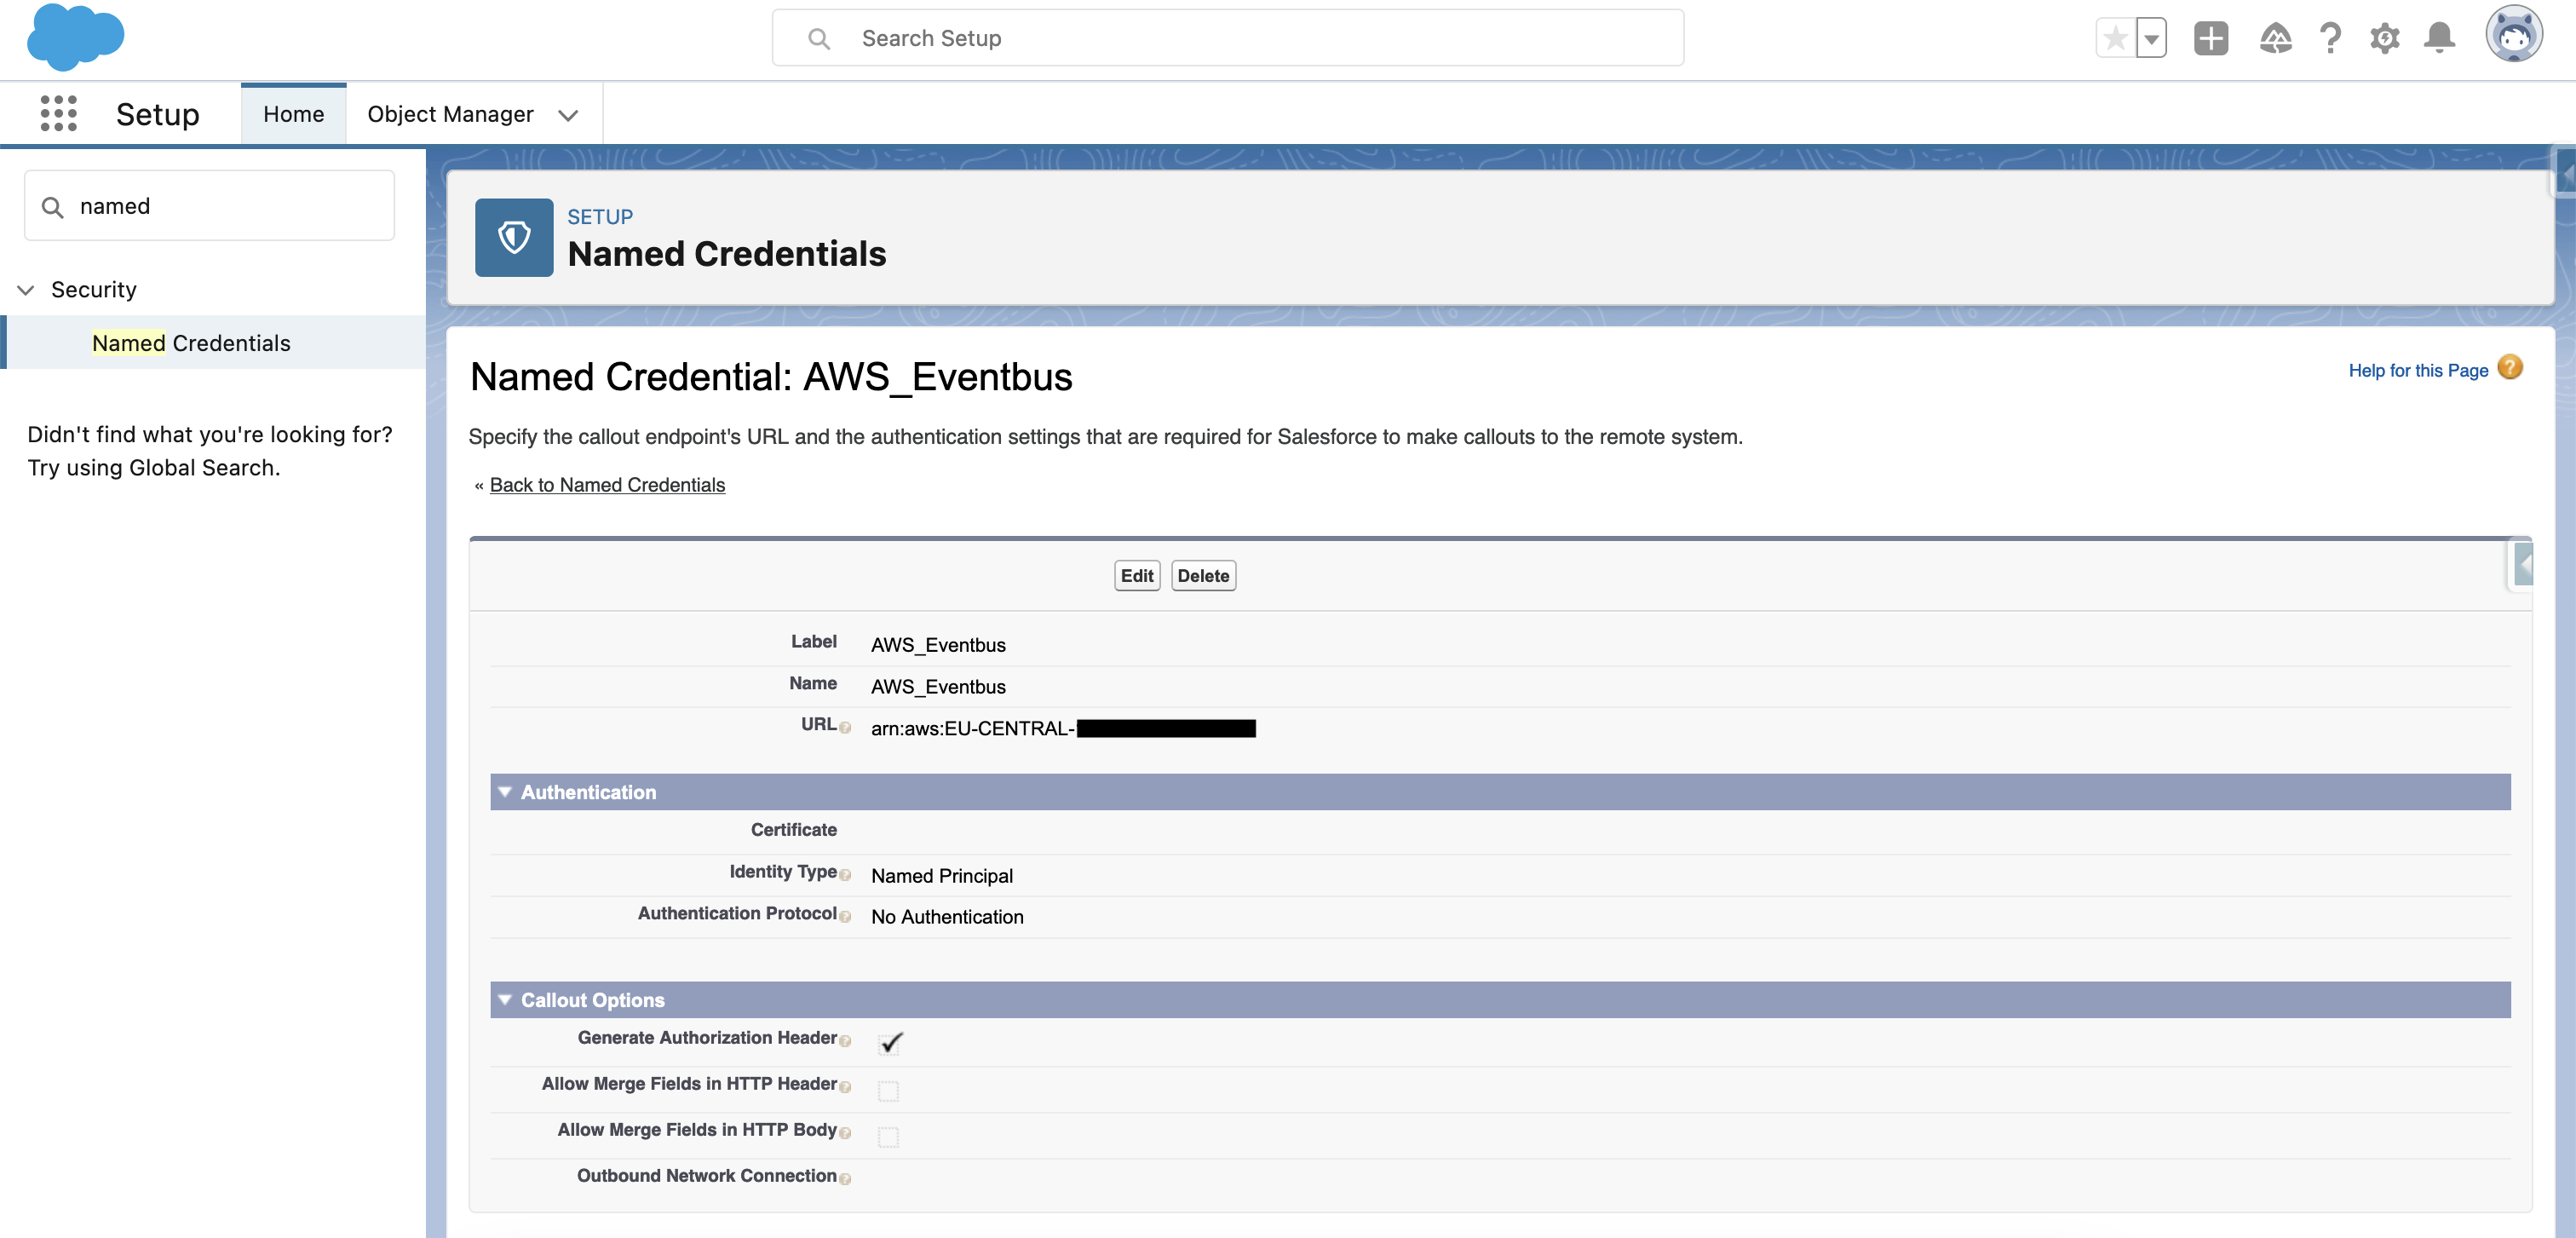 Search Setup
Setup
Home
Object Manager
named
Security
Named Credentials
Didn't find what you're looking for?
Try using Global Search.
SETUP
Named Credentials
Named Credential: AWS_Eventbus
Help for this Page
Specify the callout endpoint's URL and the authentication settings that are required for Salesforce to make callouts to the remote system.
« Back to Named Credentials
Edit Delete
Label AWS_Eventbus
Name AWS_Eventbus
URL arn:aws:EU-CENTRAL-
Authentication
Certificate
Identity Type Named Principal
Authentication Protocol No Authentication
Callout Options
Generate Authorization Header
Allow Merge Fields in HTTP Header
Allow Merge Fields in HTTP Body
Outbound Network Connection